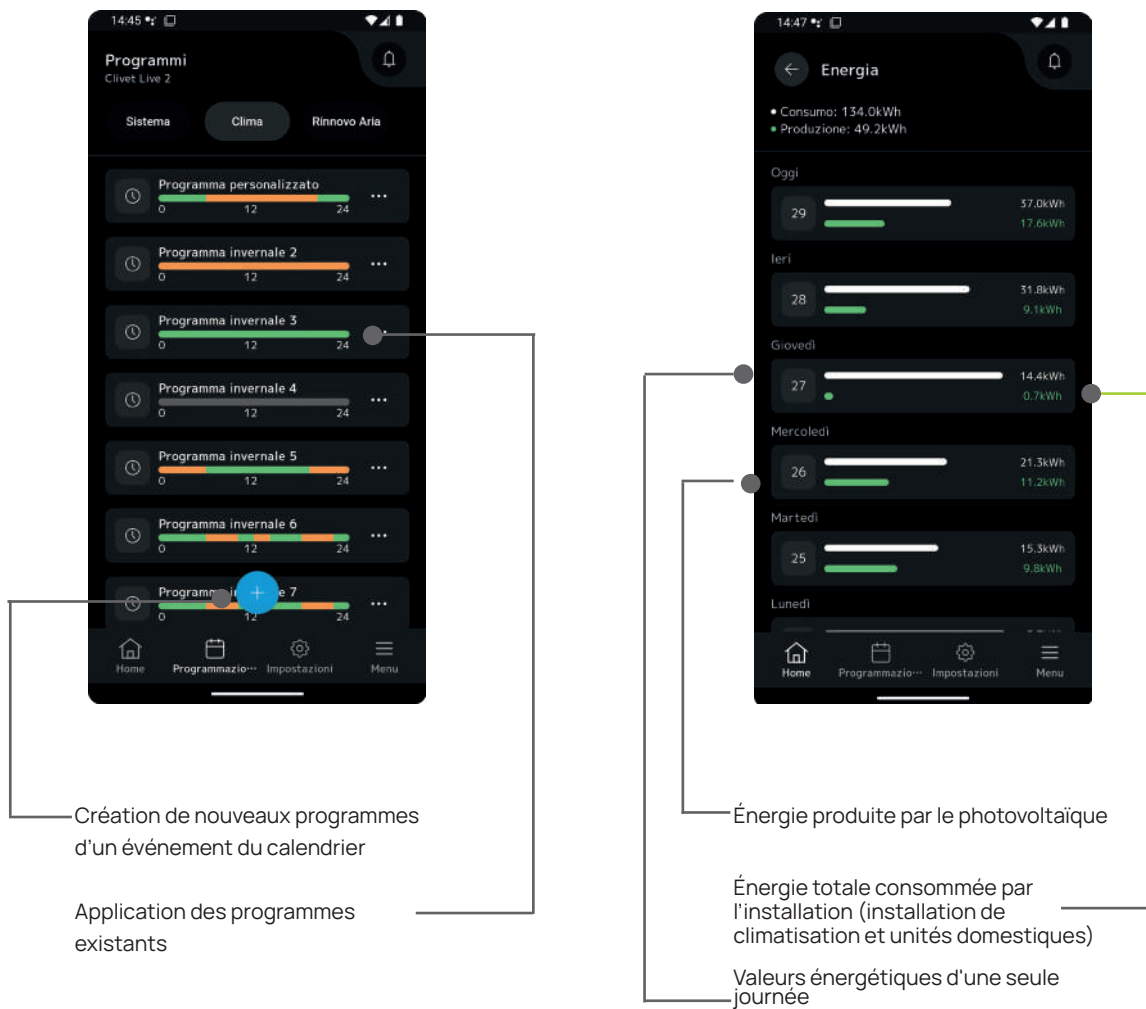 14:45
Programmi
Clivet Live 2
Sistema Clima Rinnovo Aria
Programma personalizzato
0 12 24
Programma invernale 2
0 12 24
Programma invernale 3
0 12 24
Programma invernale 4
0 12 24
Programma invernale 5
0 12 24
Programma invernale 6
0 12 24
7
0 12 24
Home Programmazio··· Impostazioni Menu
Création de nouveaux programmes
d'un événement du calendrier
Application des programmes
existants
14:47
Energia
• Consumo: 134.0kWh
• Produzione: 49.2kWh
Oggi
29 37.0kWh
17.6kWh
Ieri
28 31.8kWh
9.1kWh
Giovedì
27 14.4kWh
0.7kWh
Mercoledì
26 21.3kWh
11.2kWh
Martedì
25 15.3kWh
9.8kWh
Lunedì
Home Programmazio··· Impostazioni Menu
Énergie produite par le photovoltaïque
Énergie totale consommée par
l'installation (installation de
climatisation et unités domestiques)
Valeurs énergétiques d'une seule
journée